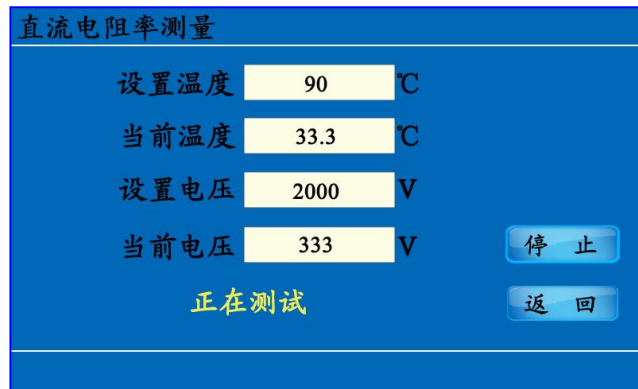 直流电阻率测量
设置温度 90 ℃
当前温度 33.3 ℃
设置电压 2000 V
当前电压 333 V
停 止
正在测试
返 回